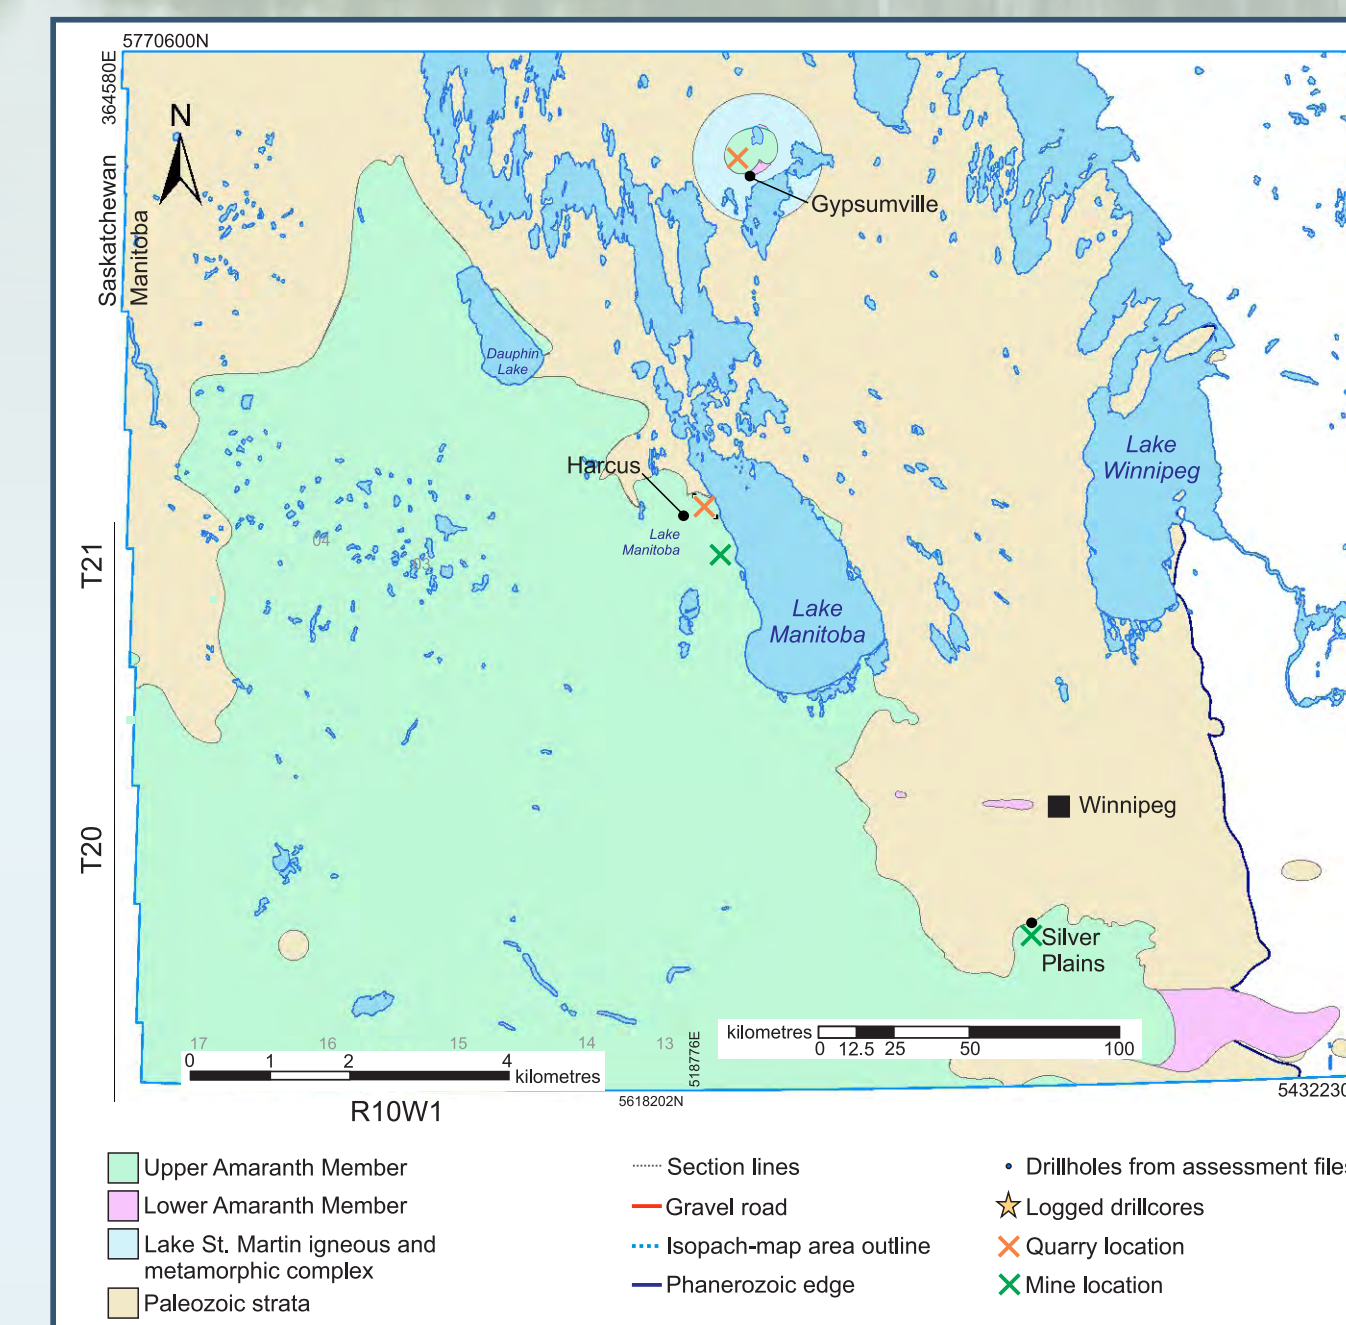 5770600N
364580E
N
Saskatchewan
Manitoba
Gypsumville
Dauphin
Lake
Lake
Winnipeg
Harcus
Lake
Manitoba
04
03
T21
Lake
Manitoba
Winnipeg
T20
Silver
Plains
17 16 15 14 13
0 1 2 4
kilometres
518776E
kilometres
0 12.5 25 50 100
R10W1
5618202N
Upper Amaranth Member
Lower Amaranth Member
Lake St. Martin igneous and
metamorphic complex
Paleozoic strata
Section lines
Gravel road
Isopach-map area outline
Phanerozoic edge
Drillholes from assessment files
Logged drillcores
Quarry location
Mine location